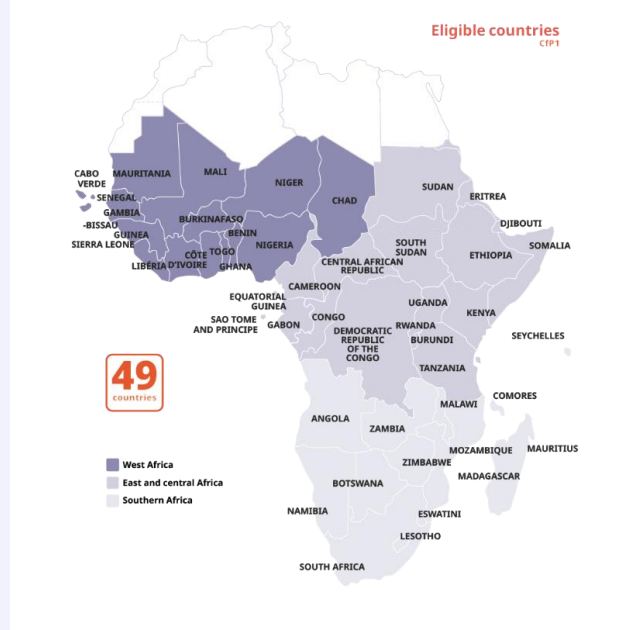 Eligible countries
CfP1
CABO
VERDE
MAURITANIA
MALI
NIGER
CHAD
SUDAN
ERITREA
SENEGAL
GAMBIA
-BISSAU
GUINEA
SIERRA LEONE
BURKINAFASO
BENIN
NIGERIA
CÔTE
D'IVOIRE
TOGO
LIBERIA
GHANA
DJIBOUTI
SOMALIA
SOUTH
SUDAN
ETHIOPIA
CENTRAL AFRICAN
REPUBLIC
CAMEROON
EQUATORIAL
GUINEA
SAO TOME
AND PRINCIPE
GABON
CONGO
UGANDA
KENYA
RWANDA
BURUNDI
DEMOCRATIC
REPUBLIC
OF THE
CONGO
SEYCHELLES
TANZANIA
49
countries
COMOROS
MALAWI
ANGOLA
ZAMBIA
MOZAMBIQUE
MAURITIUS
ZIMBABWE
MADAGASCAR
BOTSWANA
NAMIBIA
ESWATINI
LESOTHO
SOUTH AFRICA
West Africa
East and central Africa
Southern Africa